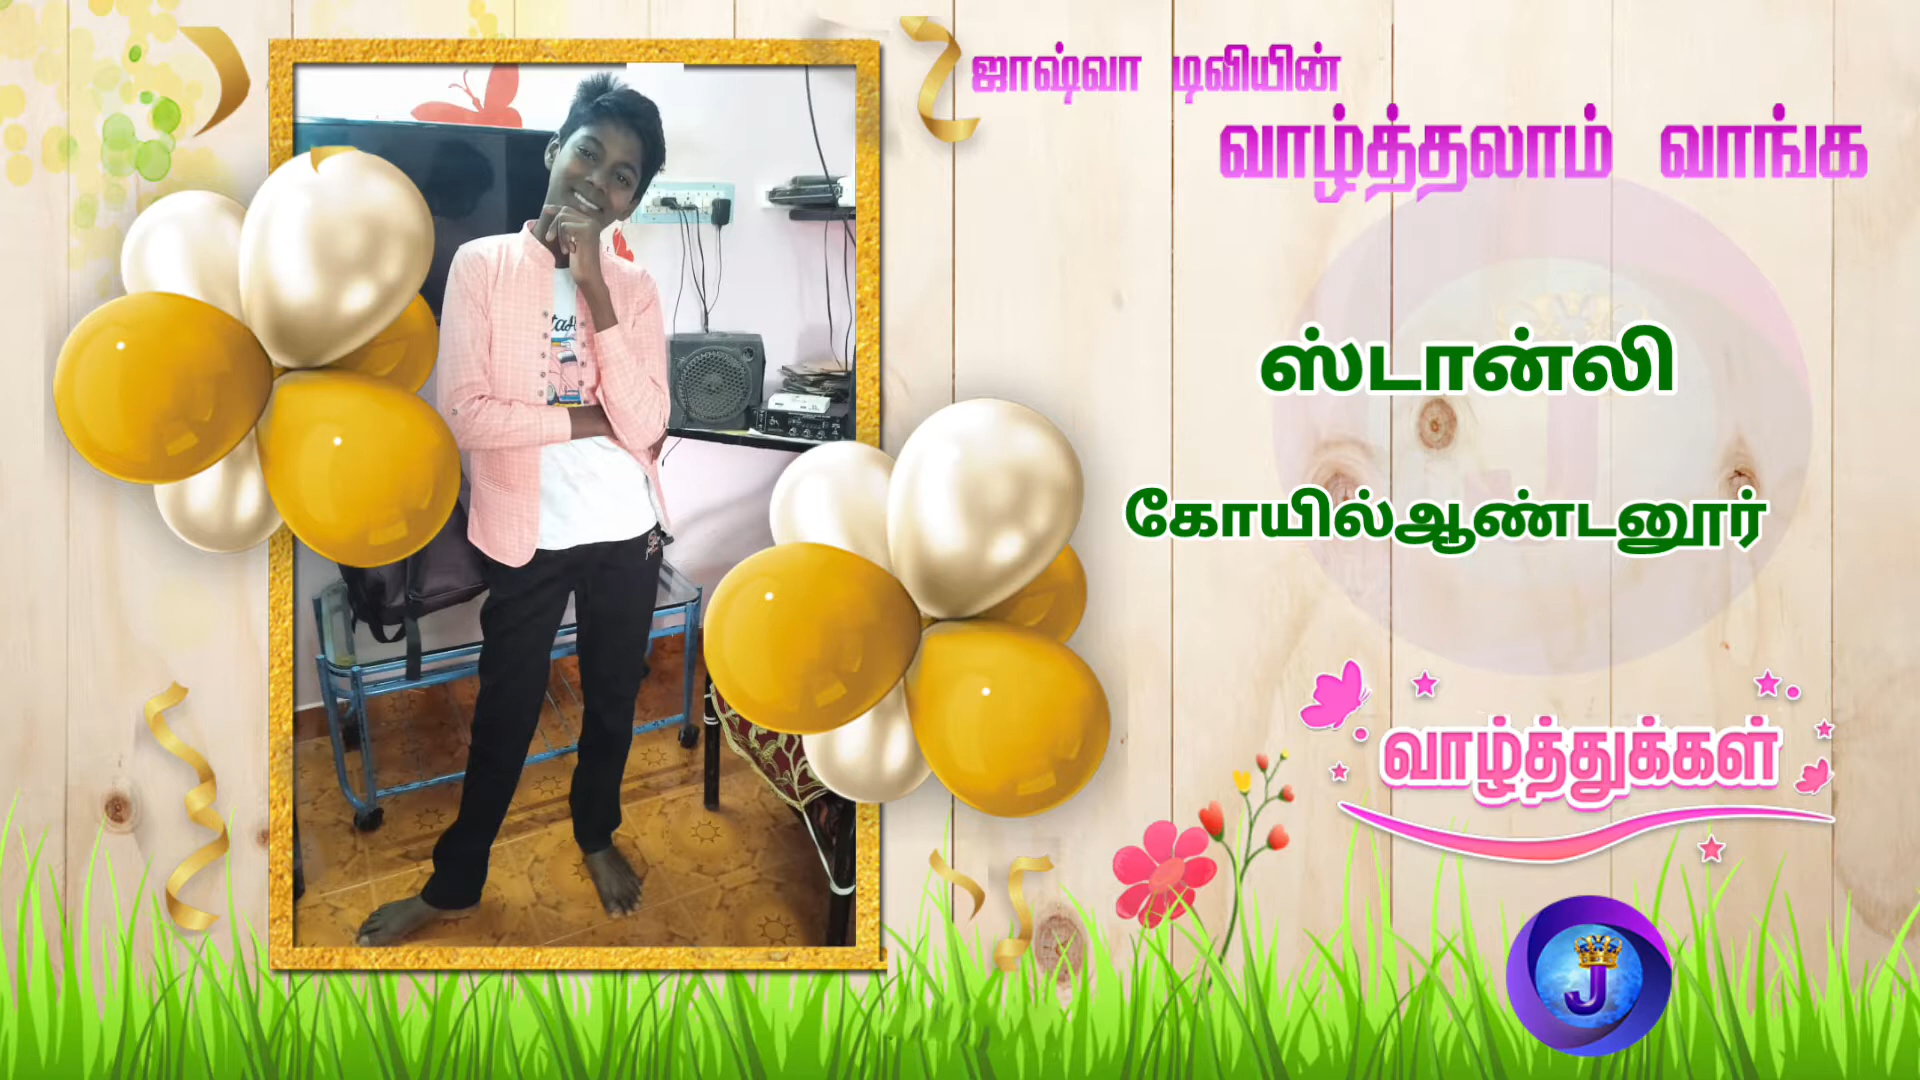 ஜாஷ்வா டிவியின்
வாழ்த்தலாம் வாங்க
ஸ்டான்லி
கோயில்ஆண்டனூர்
வாழ்த்துக்கள்
J